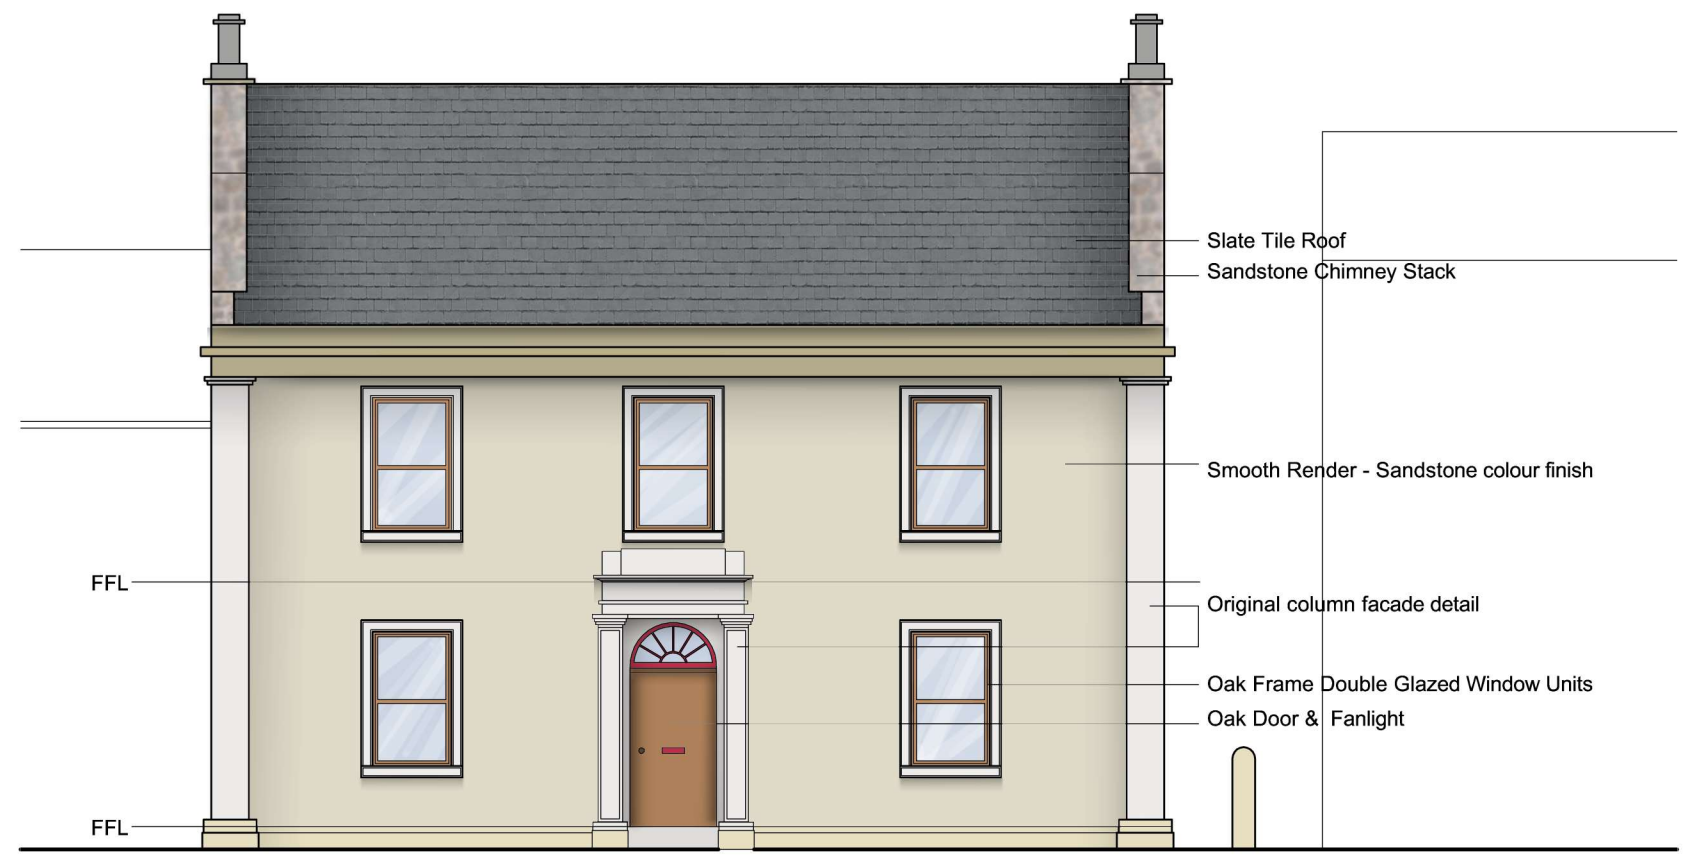 Slate Tile Roof
Sandstone Chimney Stack
Smooth Render - Sandstone colour finish
FFL
Original column facade detail
Oak Frame Double Glazed Window Units
Oak Door & Fanlight
FFL